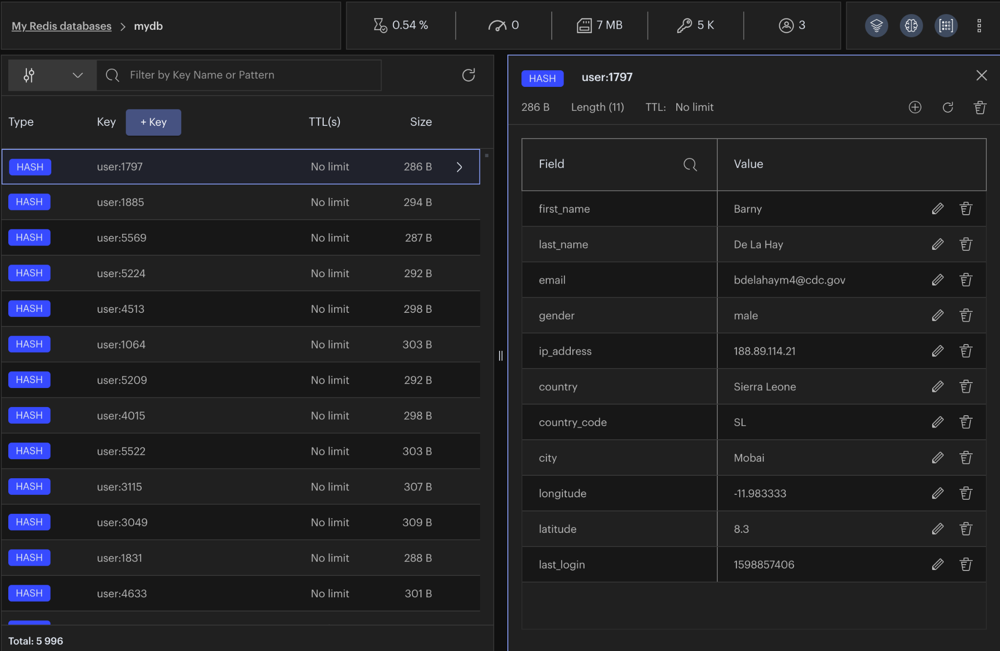 My Redis databases > mydb
0.54 % 0 7 MB 5 K 3
Filter by Key Name or Pattern
Type Key + Key TTL(s) Size
HASH user:1797 No limit 286 B
HASH user:1885 No limit 294 B
HASH user:5569 No limit 287 B
HASH user:5224 No limit 292 B
HASH user:4513 No limit 298 B
HASH user:1064 No limit 303 B
HASH user:5209 No limit 292 B
HASH user:4015 No limit 298 B
HASH user:5522 No limit 303 B
HASH user:3115 No limit 307 B
HASH user:3049 No limit 309 B
HASH user:1831 No limit 288 B
HASH user:4633 No limit 301 B
Total: 5 996
HASH user:1797
286 B Length (11) TTL: No limit
Field Value
first_name Barny
last_name De La Hay
email bdelahaym4@cdc.gov
gender male
ip_address 188.89.114.21
country Sierra Leone
country_code SL
city Mobai
longitude -11.983333
latitude 8.3
last_login 1598857406